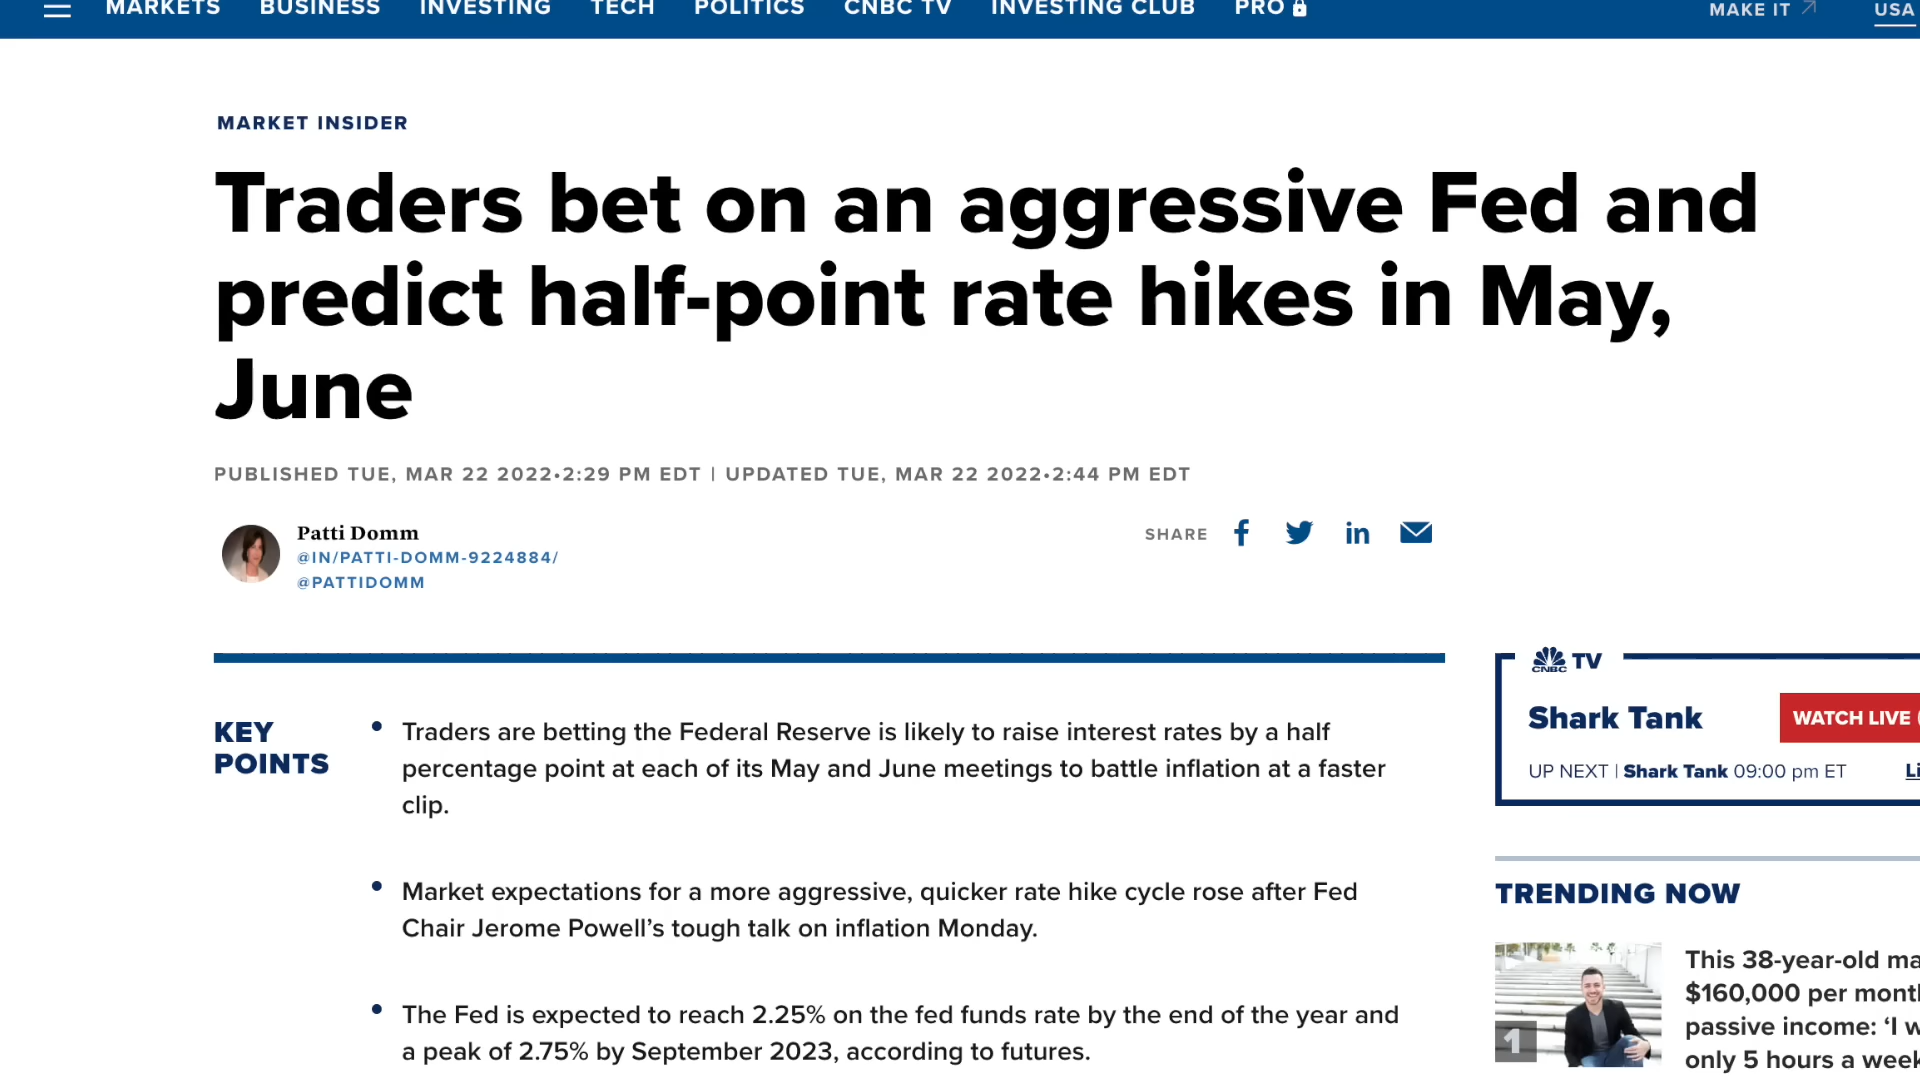 MARKETS BUSINESS INVESTING TECH POLITICS CNBC TV INVESTING CLUB PRO MAKE IT USA
MARKET INSIDER
Traders bet on an aggressive Fed and
predict half-point rate hikes in May,
June
PUBLISHED TUE, MAR 22 2022•2:29 PM EDT | UPDATED TUE, MAR 22 2022•2:44 PM EDT
Patti Domm
@IN/PATTI-DOMM-9224884/
@PATTIDOMM
SHARE
KEY
POINTS
• Traders are betting the Federal Reserve is likely to raise interest rates by a half
percentage point at each of its May and June meetings to battle inflation at a faster
clip.
• Market expectations for a more aggressive, quicker rate hike cycle rose after Fed
Chair Jerome Powell’s tough talk on inflation Monday.
• The Fed is expected to reach 2.25% on the fed funds rate by the end of the year and
a peak of 2.75% by September 2023, according to futures.
CNBC TV
Shark Tank
WATCH LIVE
UP NEXT | Shark Tank 09:00 pm ET Li
TRENDING NOW
1
This 38-year-old ma
$160,000 per mont
passive income: ‘I w
only 5 hours a week